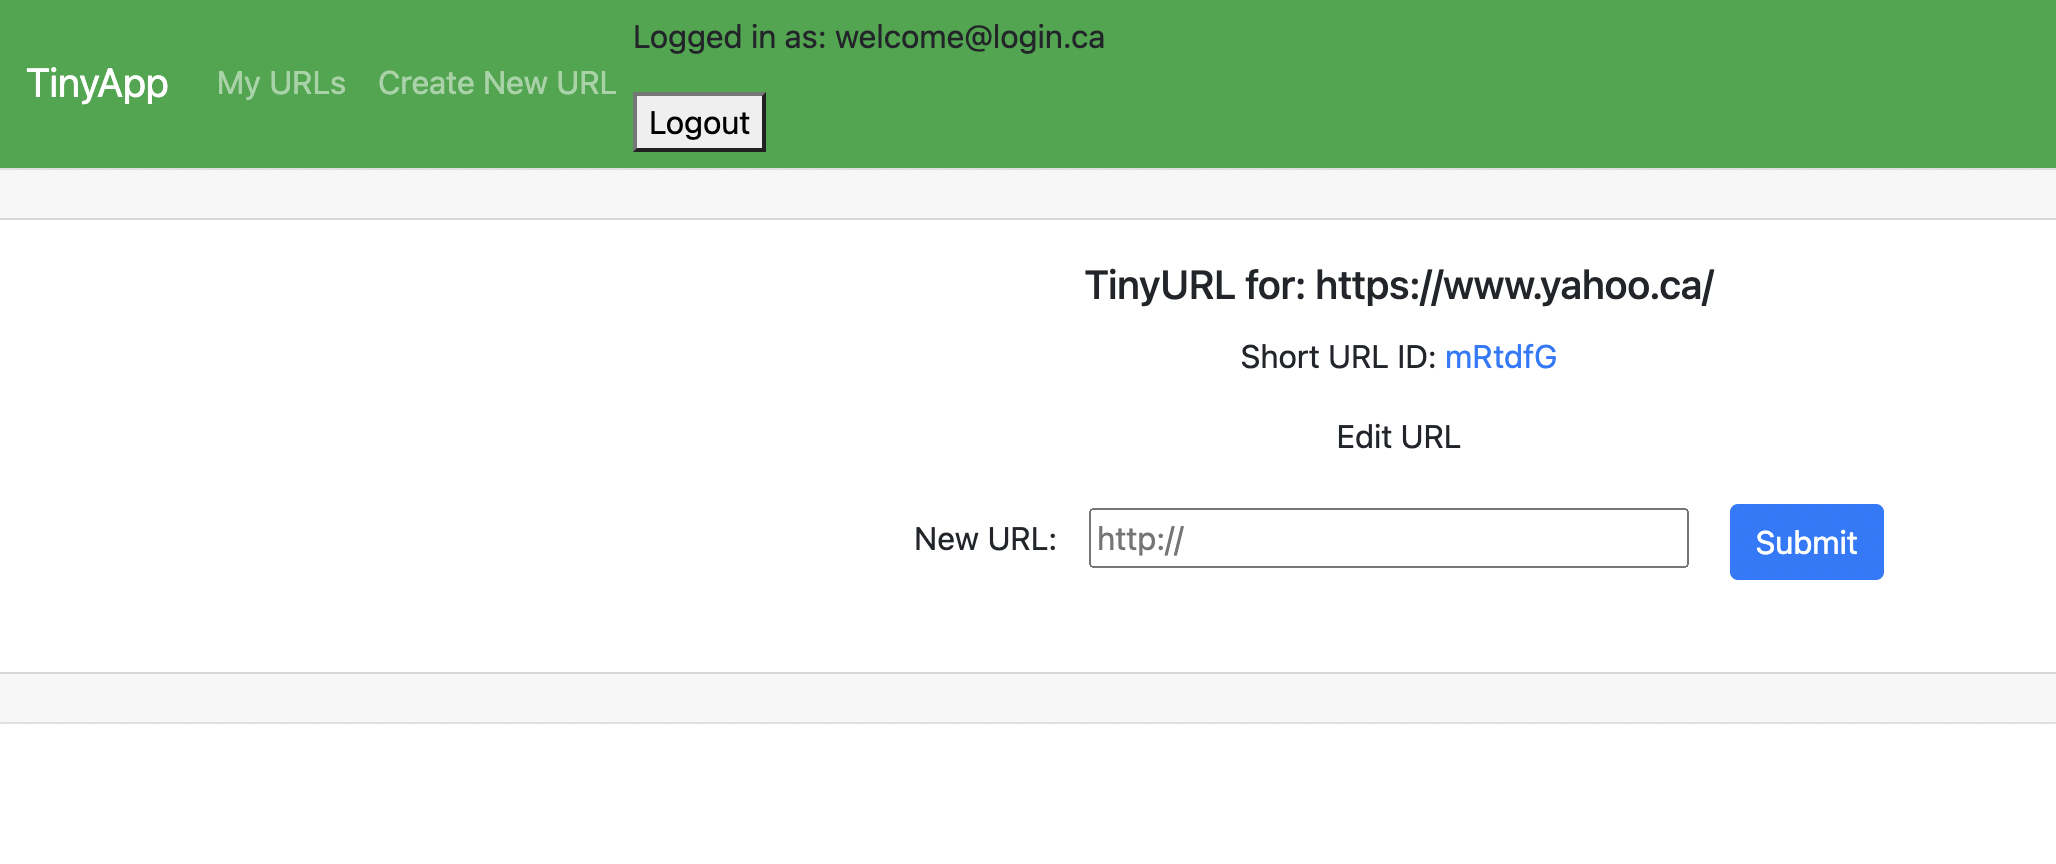 Logged in as: welcome@login.ca
TinyApp My URLs Create New URL
Logout
TinyURL for: https://www.yahoo.ca/
Short URL ID: mRtdfG
Edit URL
New URL: http:// Submit